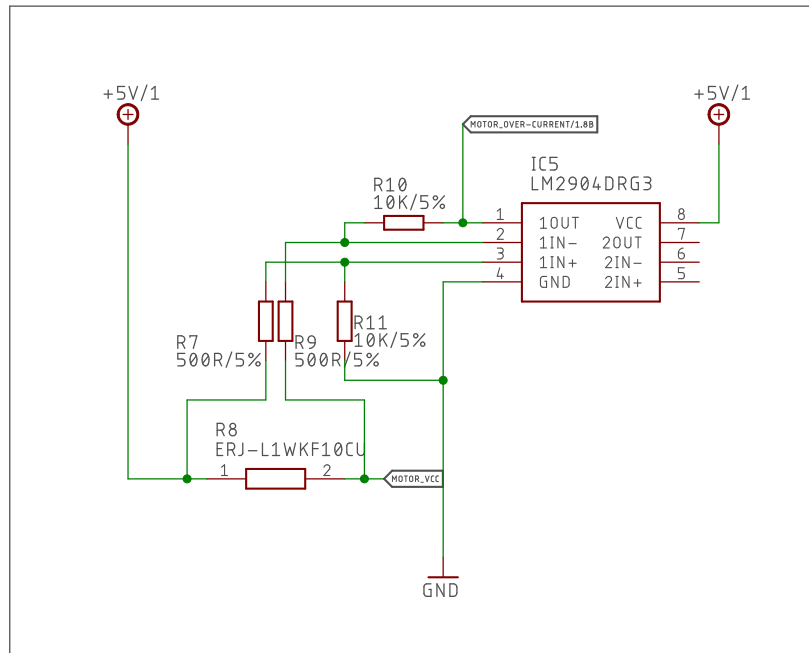 +5V/1
+5V/1
MOTOR_OVER-CURRENT/1.8B
IC5
LM2904DRG3
R10
10K/5%
1
1OUT
VCC
8
2
1IN-
2OUT
7
3
1IN+
2IN-
6
4
GND
2IN+
5
R7
500R/5%
R9
500R/5%
R11
10K/5%
R8
ERJ-L1WKF10CU
1
2
MOTOR_VCC
GND